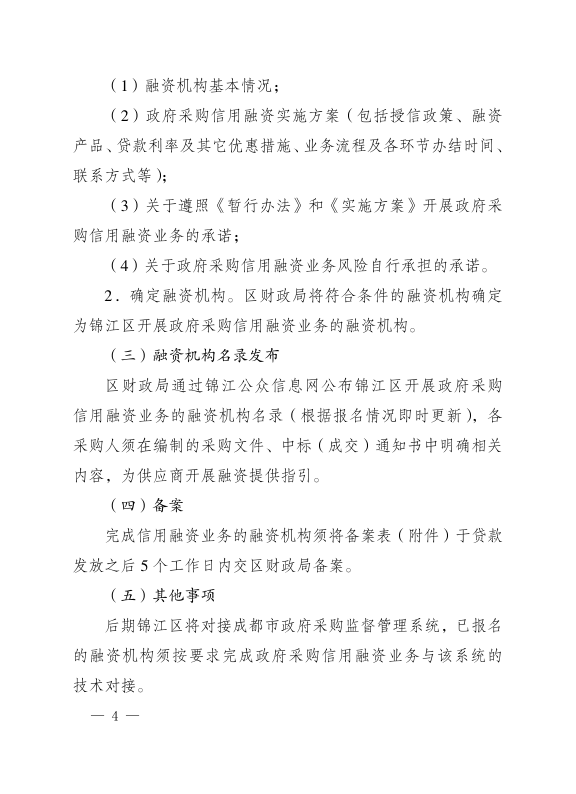 （1）融资机构基本情况；
（2）政府采购信用融资实施方案（包括授信政策、融资
产品、贷款利率及其它优惠措施、业务流程及各环节办结时间、
联系方式等）；
（3）关于遵照《暂行办法》和《实施方案》开展政府采
购信用融资业务的承诺；
（4）关于政府采购信用融资业务风险自行承担的承诺。
2．确定融资机构。区财政局将符合条件的融资机构确定
为锦江区开展政府采购信用融资业务的融资机构。
（三）融资机构名录发布
区财政局通过锦江公众信息网公布锦江区开展政府采购
信用融资业务的融资机构名录（根据报名情况即时更新），各
采购人须在编制的采购文件、中标（成交）通知书中明确相关
内容，为供应商开展融资提供指引。
（四）备案
完成信用融资业务的融资机构须将备案表（附件）于贷款
发放之后 5 个工作日内交区财政局备案。
（五）其他事项
后期锦江区将对接成都市政府采购监督管理系统，已报名
的融资机构须按要求完成政府采购信用融资业务与该系统的
技术对接。
— 4 —